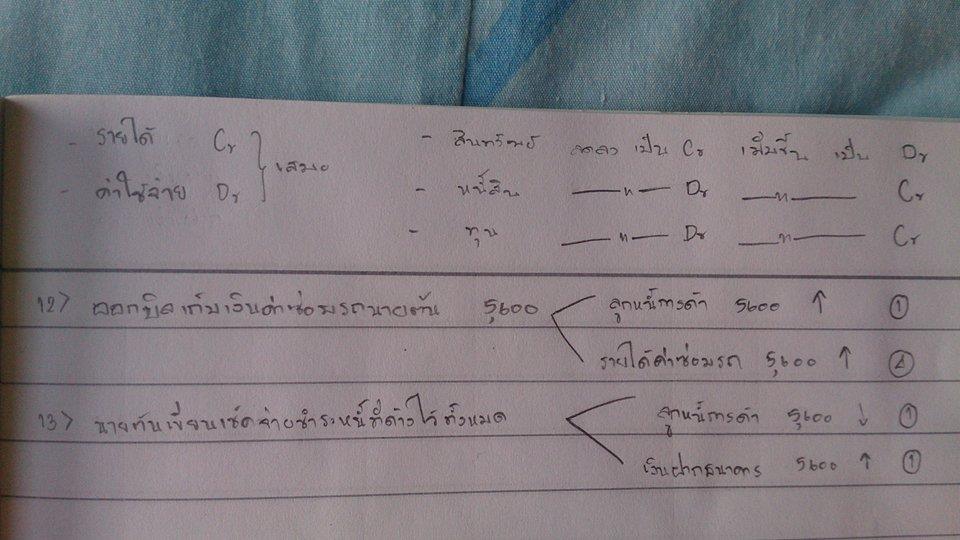 - รายได้ Cr } เสมอ - สินทรัพย์ ลดลง เป็น Cr เพิ่มขึ้น เป็น Dr
- ค่าใช้จ่าย Dr - หนี้สิน —"— Dr —"— Cr
- ทุน —"— Dr —"— Cr
12> ออกบิลเก็บเงินค่าซ่อมรถนายตัน 5,600 ลูกหนี้การค้า 5600 ↑ ①
รายได้ค่าซ่อมรถ 5,600 ↑ ④
13> นายตันเขียนเช็คจ่ายชำระหนี้ที่ค้างไว้ทั้งหมด ลูกหนี้การค้า 5,600 ↓ ①
เงินฝากธนาคาร 5600 ↑ ①